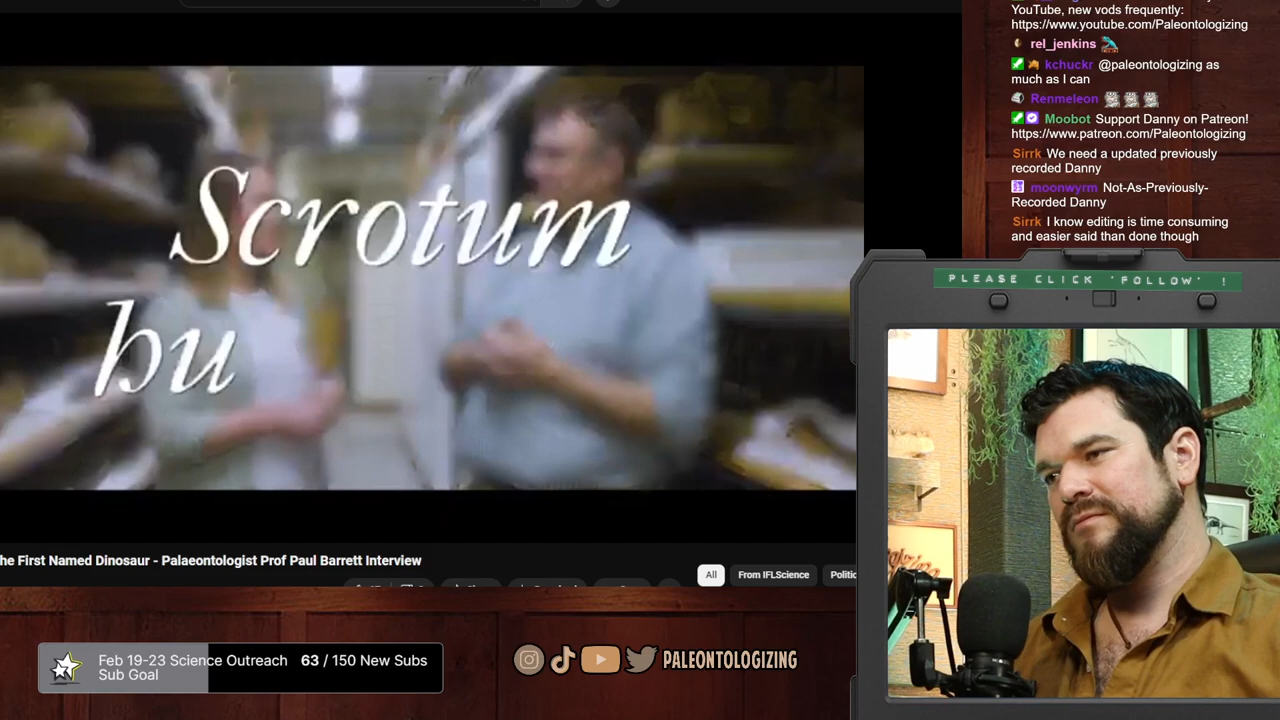 YouTube, new vods frequently:
https://www.youtube.com/Paleontologizing
rel_jenkins
kchuckr @paleontologizing as
much as I can
Renmeleon
Moobot Support Danny on Patreon!
https://www.patreon.com/Paleontologizing
Sirrk We need a updated previously
recorded Danny
moonwyrm Not-As-Previously-
Recorded Danny
Sirrk I know editing is time consuming
and easier said than done though
Scrotum
hu
PLEASE CLICK 'FOLLOW' !
he First Named Dinosaur - Palaeontologist Prof Paul Barrett Interview
All From IFLScience Politic
Feb 19-23 Science Outreach 63 / 150 New Subs
Sub Goal
PALEONTOLOGIZING